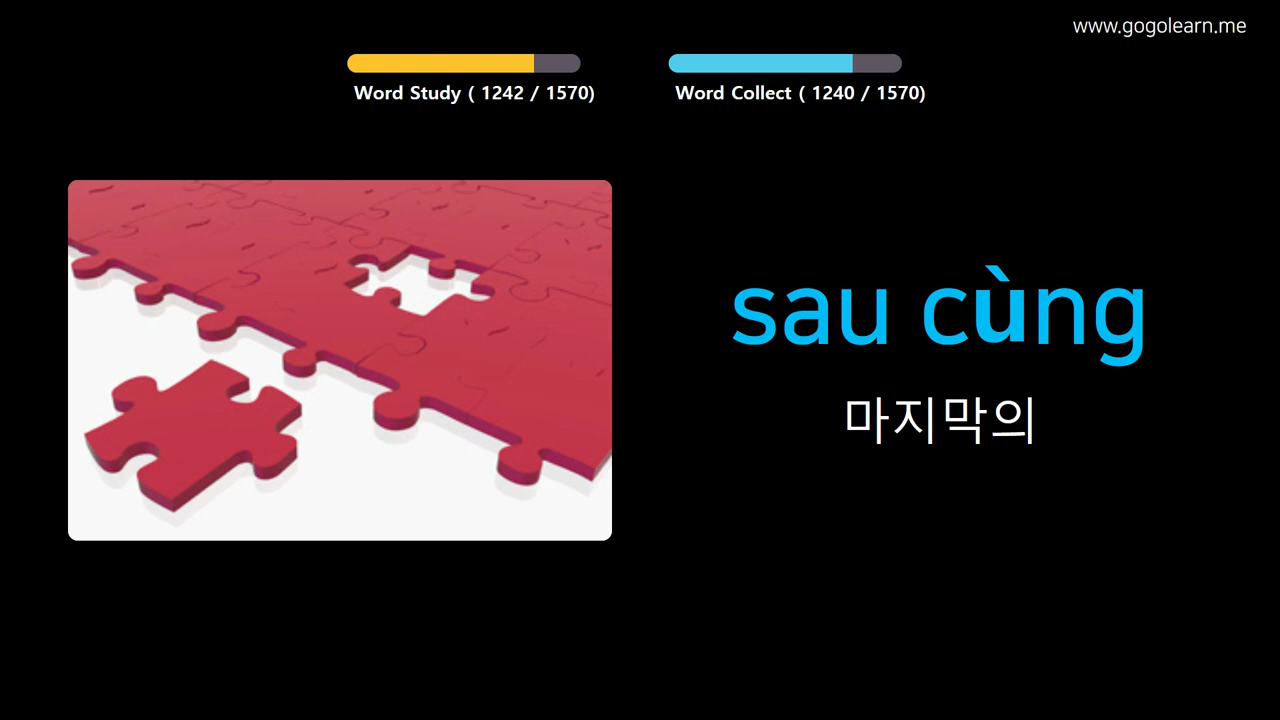 www.gogolearn.me
Word Study ( 1242 / 1570)
Word Collect ( 1240 / 1570)
sau cùng
마지막의